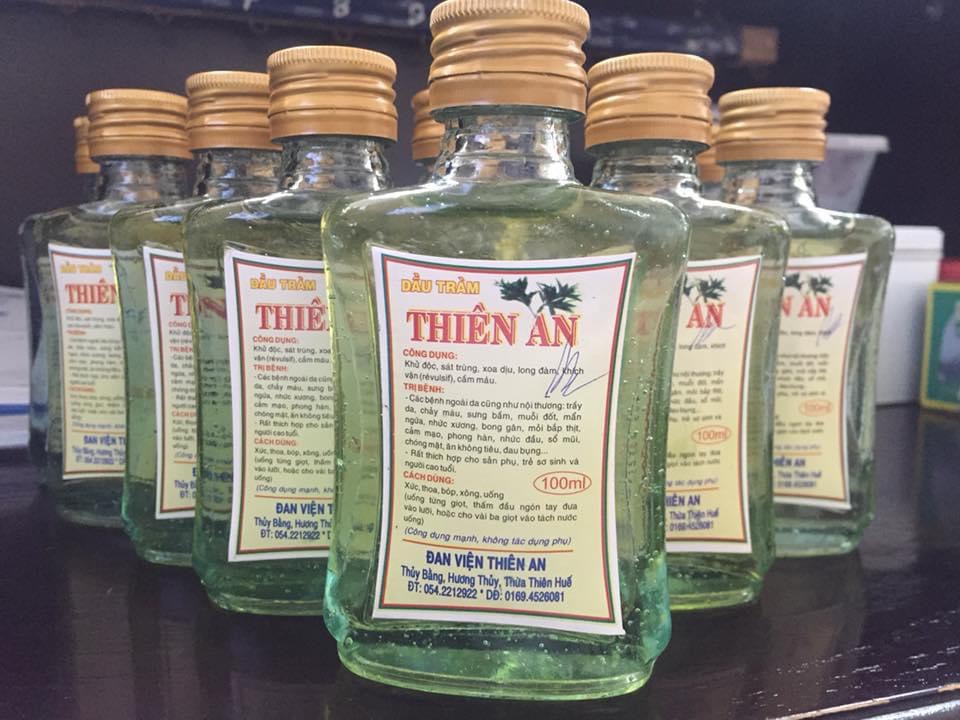 DẦU TRÀM
THIÊN AN
CÔNG DỤNG:
Khử độc, sát trùng, xoa dịu, long đàm, khích
vận (révulsif), cầm máu.
TRỊ BỆNH:
- Các bệnh ngoài da cũng như nội thương: trầy
da, chảy máu, sưng bầm, muỗi đốt, mẩn
ngứa, nhức xương, bong gân, mỏi bắp thịt,
cảm mạo, phong hàn, nhức đầu, sổ mũi,
chóng mặt, ăn không tiêu, đau bụng...
- Rất thích hợp cho sản phụ, trẻ sơ sinh và
người cao tuổi.
CÁCH DÙNG:
Xức, thoa, bóp, xông, uống
(uống từng giọt, thấm đầu ngón tay đưa
vào lưỡi, hoặc cho vài ba giọt vào tách nước
uống)
100ml
(Công dụng mạnh, không tác dụng phụ)
ĐAN VIỆN THIÊN AN
Thủy Bằng, Hương Thủy, Thừa Thiên Huế
ĐT: 054.2212922 * DĐ: 0169.4526081